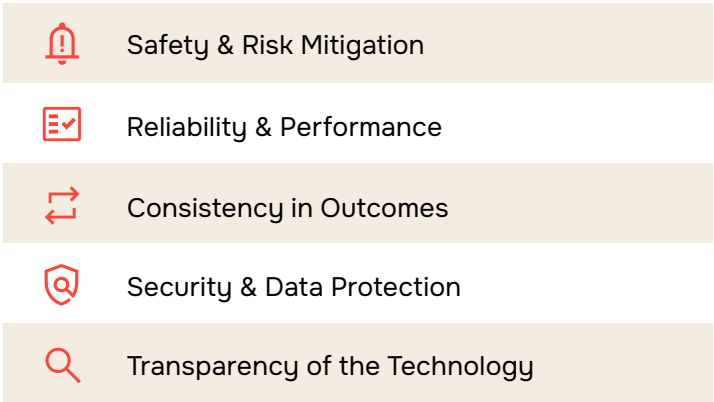 Safety & Risk Mitigation
Reliability & Performance
Consistency in Outcomes
Security & Data Protection
Transparency of the Technology